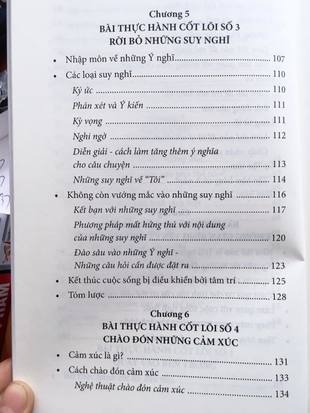 Chương 5
BÀI THỰC HÀNH CỐT LÕI SỐ 3
RỜI BỎ NHỮNG SUY NGHĨ
• Nhập môn về những Ý nghĩ 107
• Các loại suy nghĩ 110
Ký ức 110
Phán xét và Ý kiến 111
Kỳ vọng 111
Nghi ngờ 112
Diễn giải - cách làm tăng thêm ý nghĩa
cho câu chuyện 113
Những suy nghĩ về "Tôi" 114
• Không còn vướng mắc vào những suy nghĩ 116
Kết bạn với những suy nghĩ 117
Phương pháp mất hứng thú với nội dung
của những suy nghĩ 120
Đào sâu vào những Ý nghĩ -
Những câu hỏi cần được đặt ra 123
• Kết thúc cuộc sống bị điều khiển bởi tâm trí 125
• Tóm lược 128
Chương 6
BÀI THỰC HÀNH CỐT LÕI SỐ 4
CHÀO ĐÓN NHỮNG CẢM XÚC
• Cảm xúc là gì? 131
• Cách chào đón cảm xúc 133
Nghệ thuật chào đón cảm xúc 134